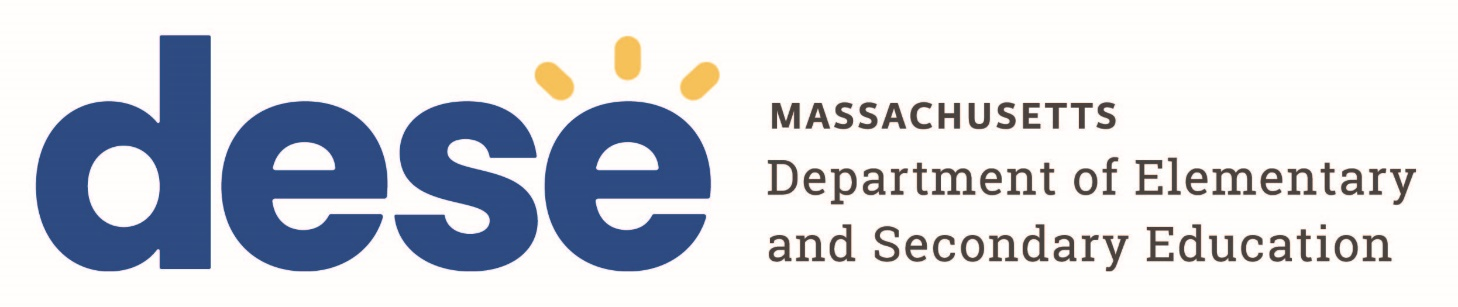 dese
MASSACHUSETTS
Department of Elementary
and Secondary Education